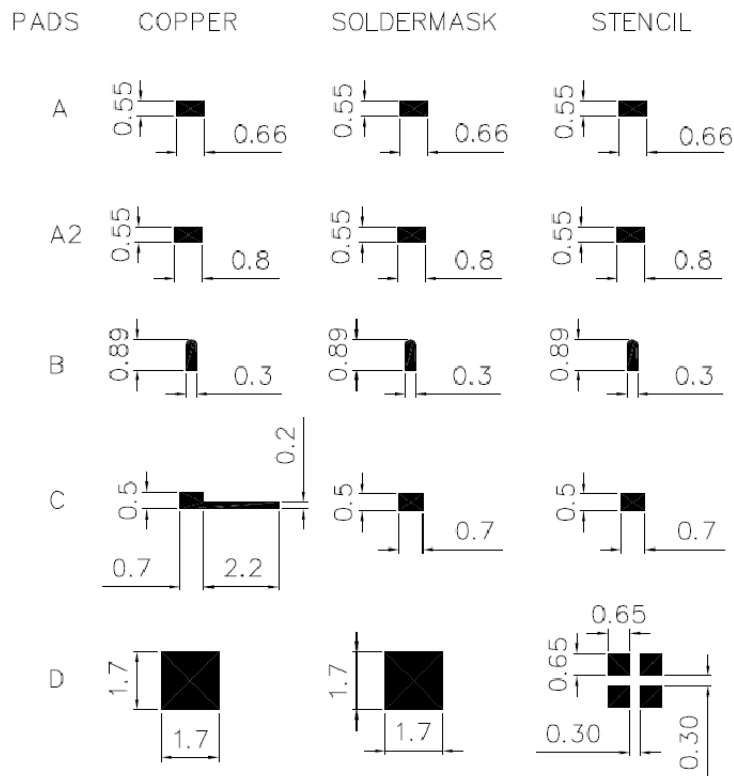 PADS COPPER SOLDERMASK STENCIL
A 0.55 0.66 0.55 0.66 0.55 0.66
A2 0.55 0.8 0.55 0.8 0.55 0.8
B 0.89 0.3 0.89 0.3 0.89 0.3
C 0.5 0.7 2.2 0.2 0.5 0.7 0.5 0.7
D 1.7 1.7 1.7 1.7 0.65 0.65 0.30 0.30